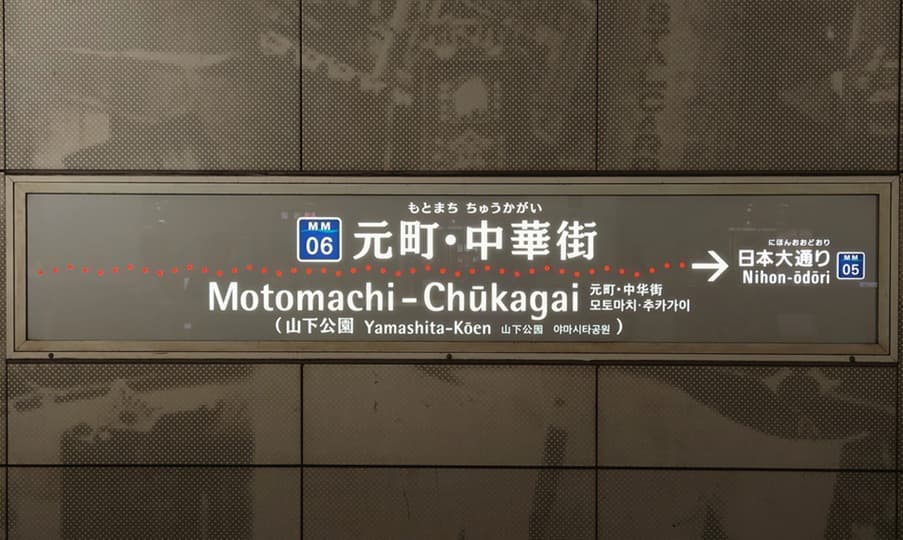 もとまち ちゅうかがい
MM
06
元町・中華街
Motomachi-Chūkagai
元町・中华街
모토마치・추카가이
(山下公園 Yamashita-Kōen 山下公园 야마시타공원)
→
にほんおおどおり
日本大通り
Nihon-ōdōri
MM
05